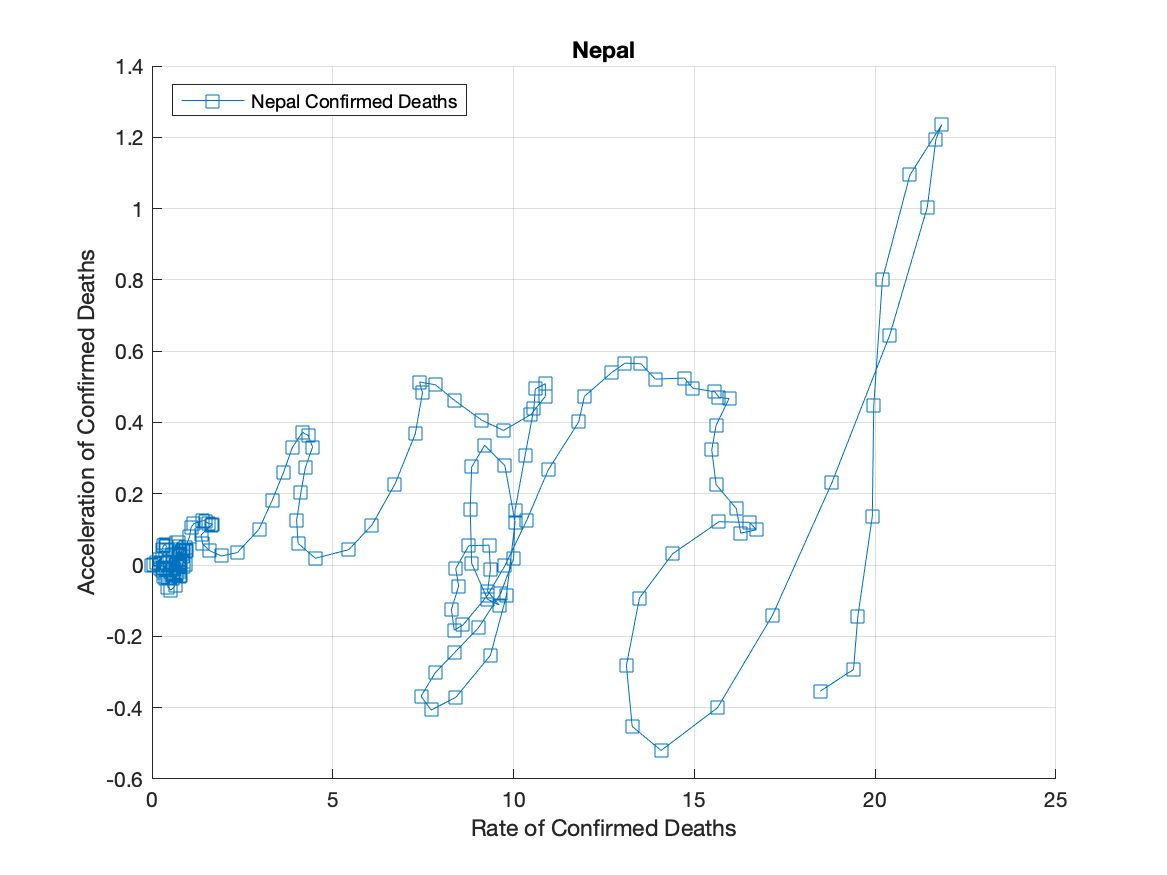 Nepal
Nepal Confirmed Deaths
1.4
1.2
1
0.8
0.6
0.4
0.2
0
-0.2
-0.4
-0.6
Acceleration of Confirmed Deaths
0 5 10 15 20 25
Rate of Confirmed Deaths